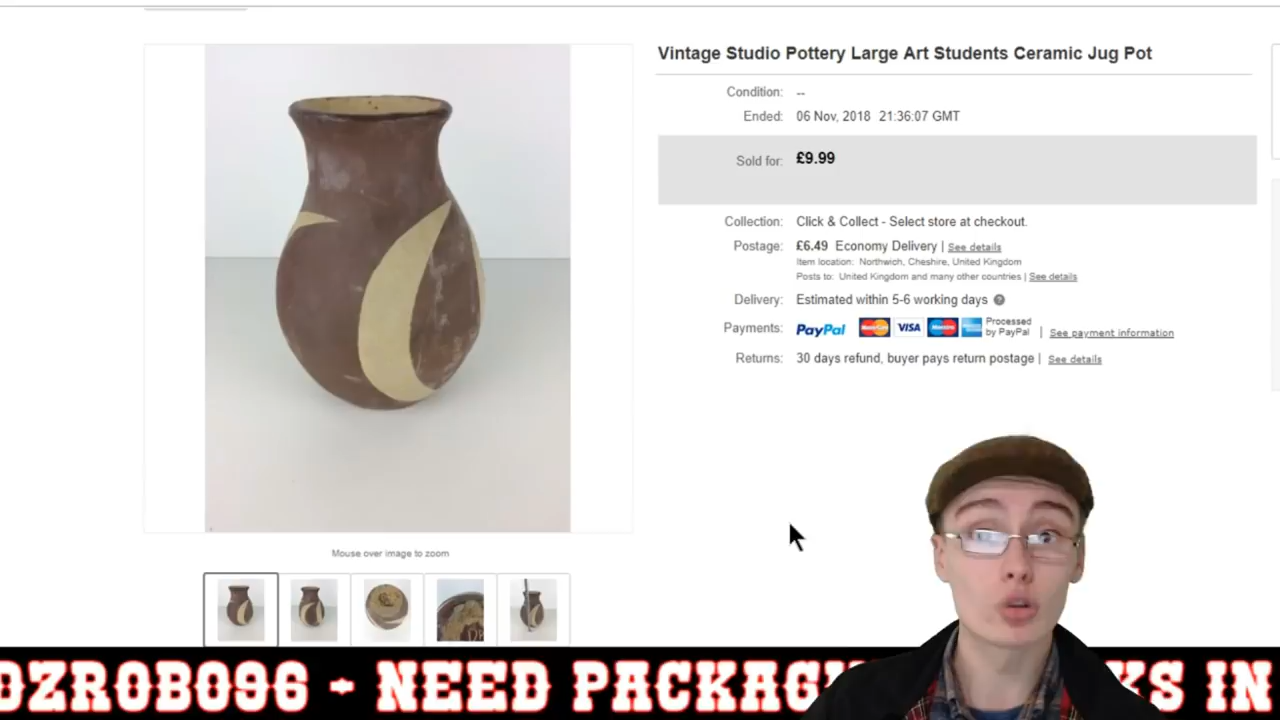 Vintage Studio Pottery Large Art Students Ceramic Jug Pot
Condition: --
Ended: 06 Nov, 2018 21:36:07 GMT
Sold for: £9.99
Collection: Click & Collect - Select store at checkout.
Postage: £6.49 Economy Delivery | See details
Item location: Northwich, Cheshire, United Kingdom
Posts to: United Kingdom and many other countries | See details
Delivery: Estimated within 5-6 working days
Payments: PayPal MasterCard VISA Maestro Processed by PayPal | See payment information
Returns: 30 days refund, buyer pays return postage | See details
Mouse over image to zoom
DZROB096 - NEED PACKAG KS IN